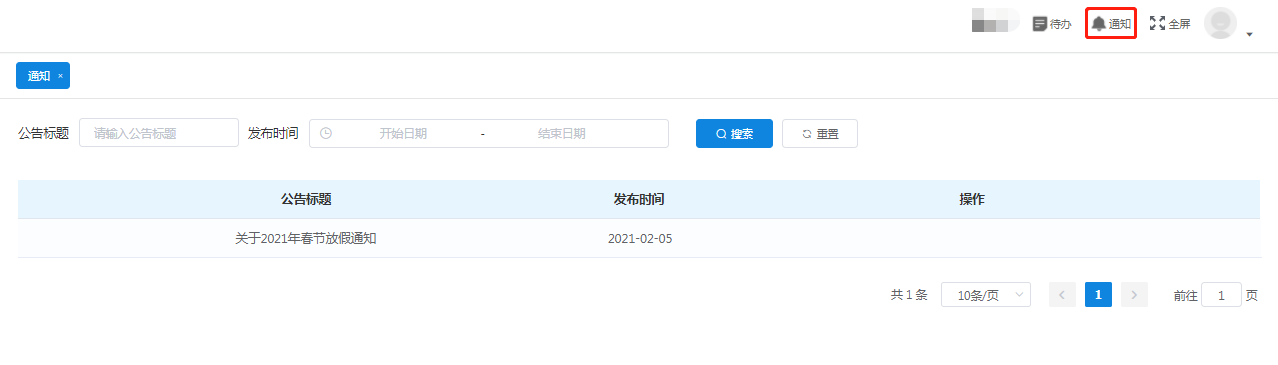 待办 通知 全屏
通知 ×
公告标题 请输入公告标题 发布时间 开始日期 - 结束日期 搜索 重置
公告标题 发布时间 操作
关于2021年春节放假通知 2021-02-05
共 1 条 10条/页 1 前往 1 页